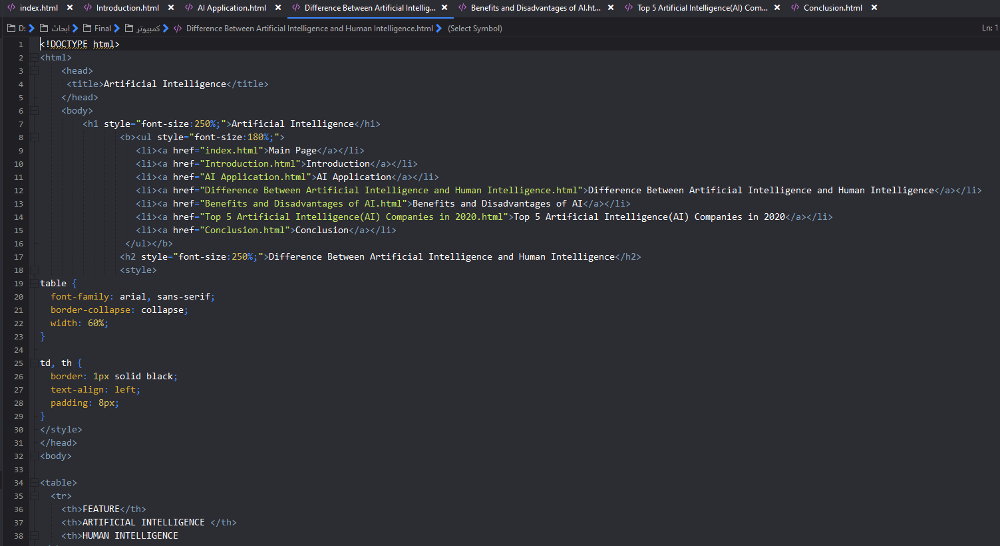 index.html Introduction.html AI Application.html Difference Between Artificial Intellig... Benefits and Disadvantages of AI.ht... Top 5 Artificial Intelligence(AI) Com... Conclusion.html
D: ابحاث Final كمبيوتر Difference Between Artificial Intelligence and Human Intelligence.html (Select Symbol) Ln: 1
1 <!DOCTYPE html>
2 <html>
3 <head>
4 <title>Artificial Intelligence</title>
5 </head>
6 <body>
7 <h1 style="font-size:250%;">Artificial Intelligence</h1>
8 <b><ul style="font-size:180%;">
9 <li><a href="index.html">Main Page</a></li>
10 <li><a href="Introduction.html">Introduction</a></li>
11 <li><a href="AI Application.html">AI Application</a></li>
12 <li><a href="Difference Between Artificial Intelligence and Human Intelligence.html">Difference Between Artificial Intelligence and Human Intelligence</a></li>
13 <li><a href="Benefits and Disadvantages of AI.html">Benefits and Disadvantages of AI</a></li>
14 <li><a href="Top 5 Artificial Intelligence(AI) Companies in 2020.html">Top 5 Artificial Intelligence(AI) Companies in 2020</a></li>
15 <li><a href="Conclusion.html">Conclusion</a></li>
16 </ul></b>
17 <h2 style="font-size:250%;">Difference Between Artificial Intelligence and Human Intelligence</h2>
18 <style>
19 table {
20 font-family: arial, sans-serif;
21 border-collapse: collapse;
22 width: 60%;
23 }
24
25 td, th {
26 border: 1px solid black;
27 text-align: left;
28 padding: 8px;
29 }
30 </style>
31 </head>
32 <body>
33
34 <table>
35 <tr>
36 <th>FEATURE</th>
37 <th>ARTIFICIAL INTELLIGENCE </th>
38 <th>HUMAN INTELLIGENCE